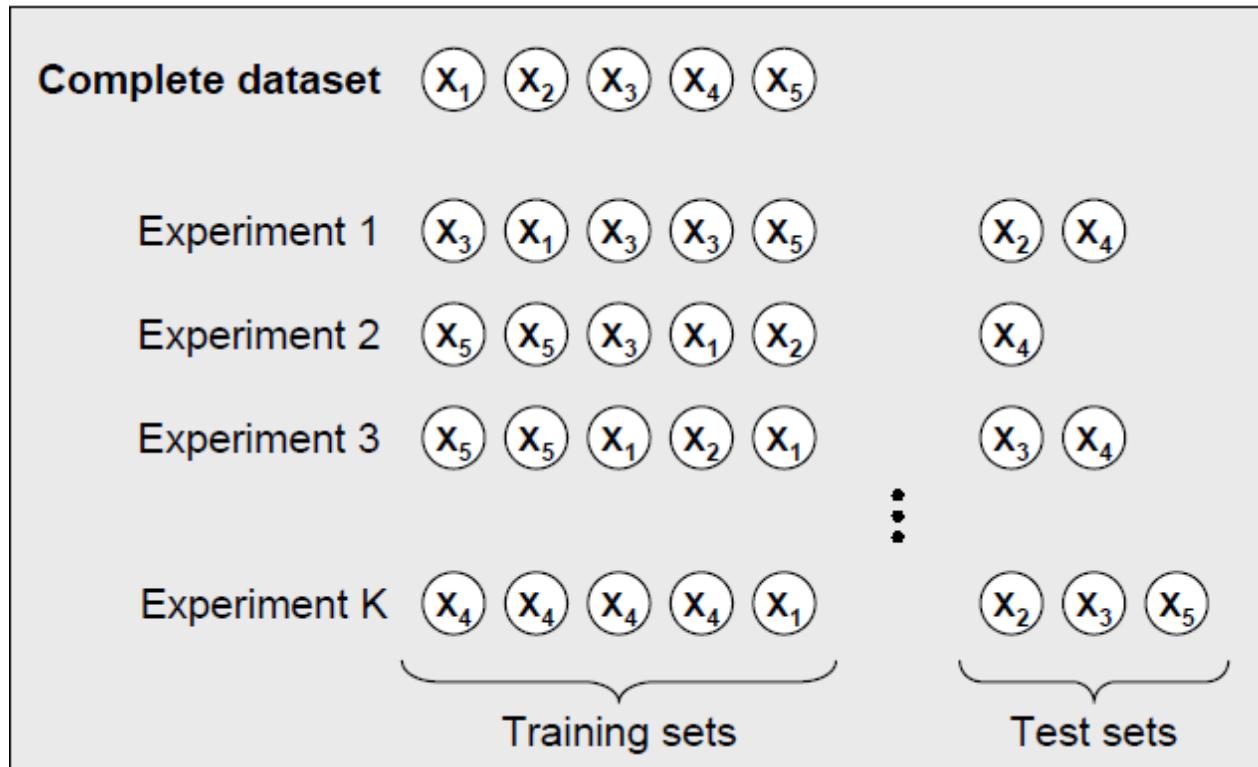 Complete dataset X₁ X₂ X₃ X₄ X₅
Experiment 1 X₃ X₁ X₃ X₃ X₅ X₂ X₄
Experiment 2 X₅ X₅ X₃ X₁ X₂ X₄
Experiment 3 X₅ X₅ X₁ X₂ X₁ X₃ X₄
Experiment K X₄ X₄ X₄ X₄ X₁ X₂ X₃ X₅
Training sets Test sets